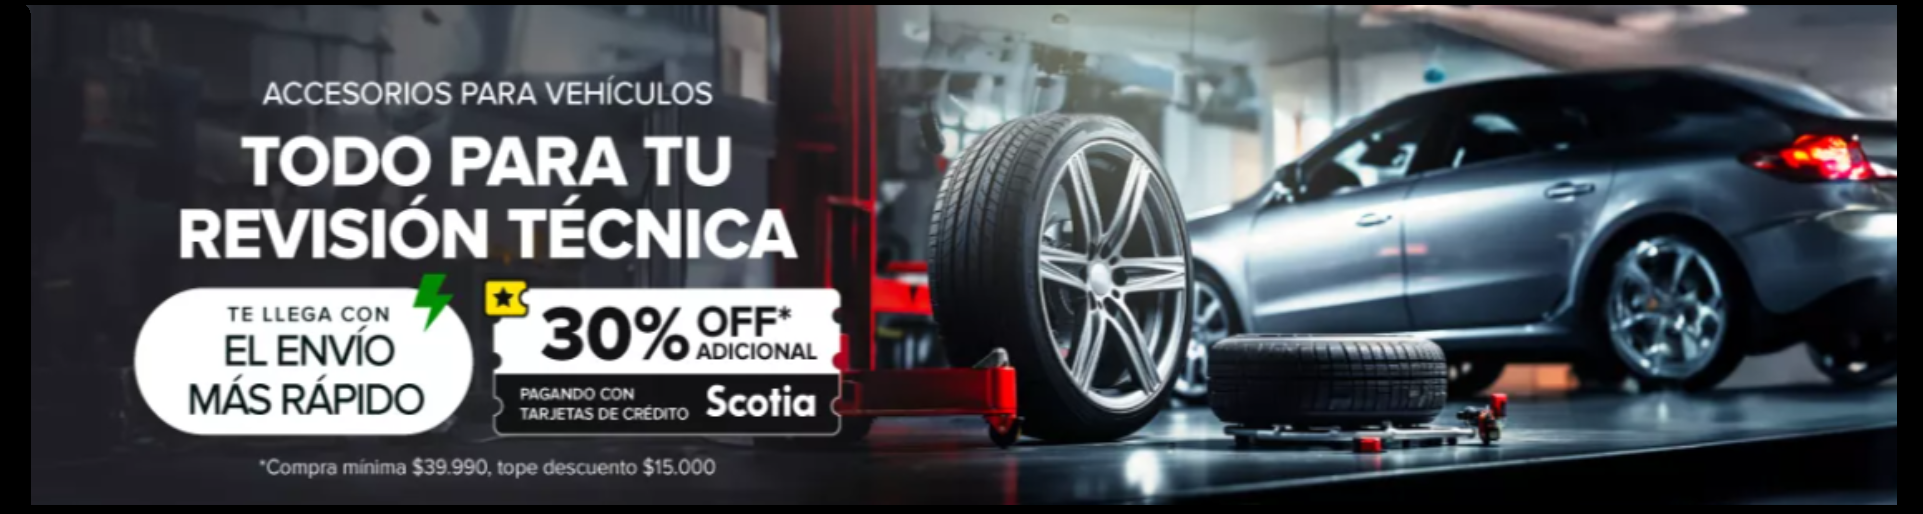 ACCESORIOS PARA VEHÍCULOS
TODO PARA TU
REVISIÓN TÉCNICA
TE LLEGA CON
EL ENVÍO
MÁS RÁPIDO
30% OFF*
ADICIONAL
PAGANDO CON
TARJETAS DE CRÉDITO
Scotia
*Compra mínima $39.990, tope descuento $15.000